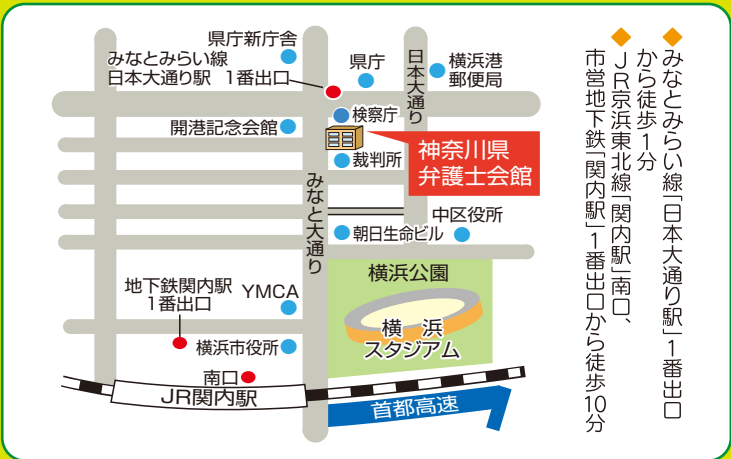 県庁新庁舎
みなとみらい線
日本大通り駅 1番出口
県庁
日本大通り
横浜港
郵便局
検察庁
開港記念会館
神奈川県
弁護士会館
裁判所
みなと大通り
中区役所
朝日生命ビル
横浜公園
地下鉄関内駅
1番出口
YMCA
横浜
スタジアム
横浜市役所
南口
JR関内駅
首都高速
◆みなとみらい線「日本大通り駅」1番出口
から徒歩1分
◆JR京浜東北線「関内駅」南口、
市営地下鉄「関内駅」1番出口から徒歩10分